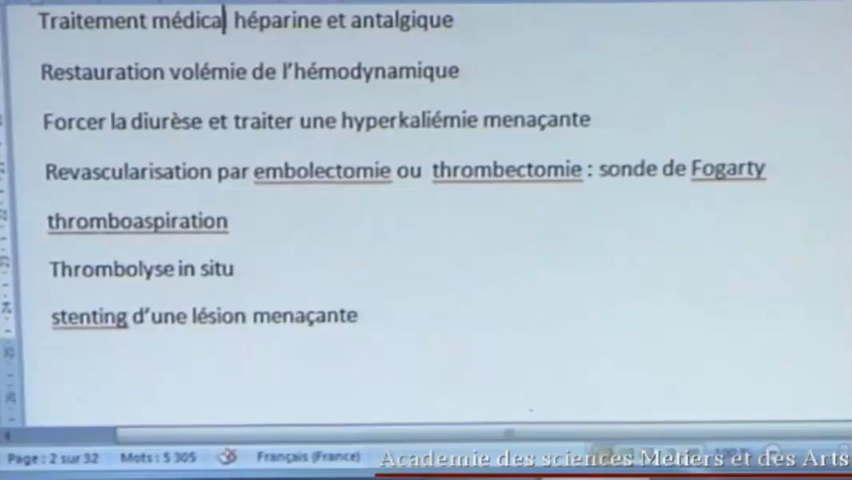 Traitement médical héparine et antalgique
Restauration volémie de l'hémodynamique
Forcer la diurèse et traiter une hyperkaliémie menaçante
Revascularisation par embolectomie ou thrombectomie : sonde de Fogarty
thromboaspiration
Thrombolyse in situ
stenting d'une lésion menaçante
Page : 2 sur 32 Mots : 5 305 Français (France)
Academie des sciences Metiers et des Arts